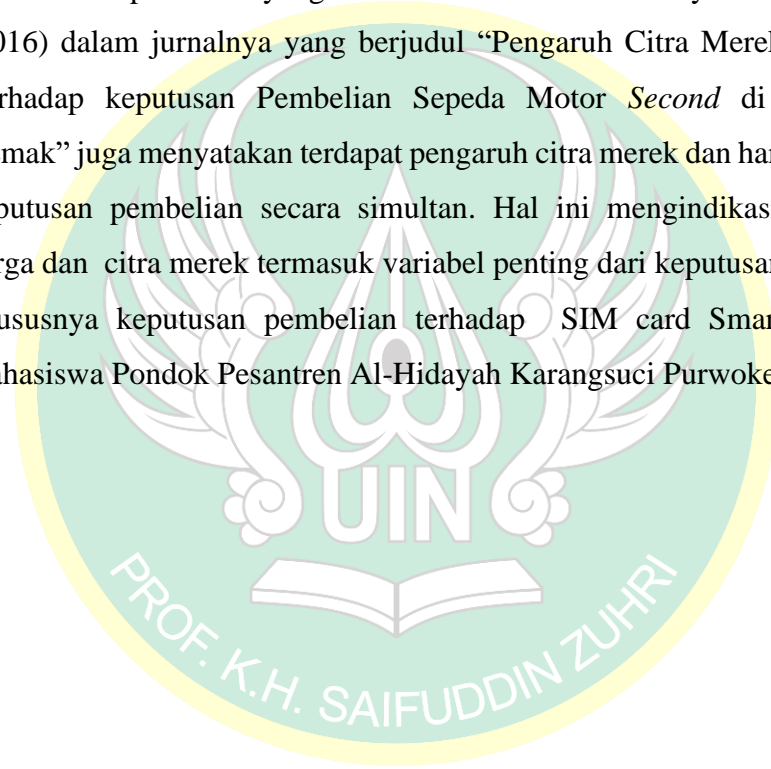 016) dalam jurnalnya yang berjudul “Pengaruh Citra Merek
rhadap keputusan Pembelian Sepeda Motor Second di
mak” juga menyatakan terdapat pengaruh citra merek dan har
putusan pembelian secara simultan. Hal ini mengindikas
rga dan citra merek termasuk variabel penting dari keputusan
ususnya keputusan pembelian terhadap SIM card Smar
ahasiswa Pondok Pesantren Al-Hidayah Karangsuci Purwoke
UIN
PROF. K.H. SAIFUDDIN ZUHRI